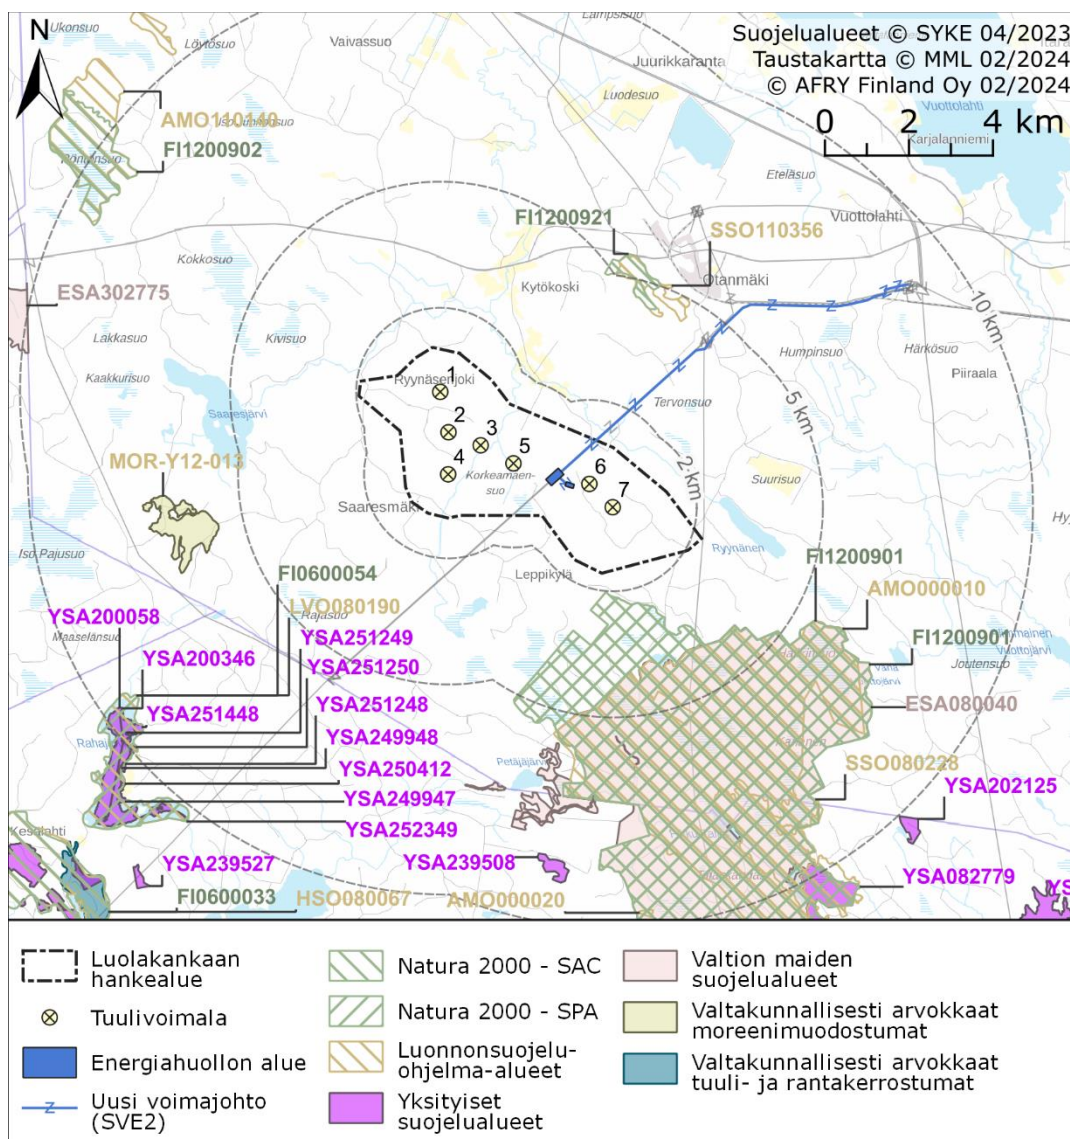 N
Ukonsuo
Löytösuo
Vaivassuo
Lampsisuo
Juurikkaranta
Luodesuo
Suojelualueet © SYKE 04/2023
Taustakartta © MML 02/2024
© AFRY Finland Oy 02/2024
Vuottolahti
0 2 4 km
Karjalanniemi
AMO110140
FI1200902
Eteläsuo
FI1200921
SSO110356
Vuottolahti
Kokkosuo
Otanmäki
Kytökoski
ESA302775
10 km
Lakkasuo
Kivisuo
Humpinsuo
Härkösuo
Kaakkurisuo
Piiraala
Saaresjärvi
Ryynäsenjoki
Tervonsuo
5 km
1
2
3
4
5
6
7
MOR-Y12-013
Korkeamaen-
suo
2 km
Suurisuo
Saaresmäki
Iso Pajusuo
Ryynänen
Leppikylä
FI1200901
FI0600054
AMO000010
LVO080190
Rajasuo
YSA200058
Maaselänsuo
YSA251249
FI1200901
YSA200346
YSA251250
Joutensuo
YSA251448
YSA251248
ESA080040
YSA249948
Petäjäjärvi
YSA250412
SSO080228
YSA202125
YSA249947
YSA252349
YSA239527
YSA239508
YSA082779
FI0600033
HSO080067
AMO000020
Luolakankaan
hankealue
Tuulivoimala
Energiahuollon alue
Uusi voimajohto
(SVE2)
Natura 2000 - SAC
Natura 2000 - SPA
Luonnonsuojelu-
ohjelma-alueet
Yksityiset
suojelualueet
Valtion maiden
suojelualueet
Valtakunnallisesti arvokkaat
moreenimuodostumat
Valtakunnallisesti arvokkaat
tuuli- ja rantakerrostumat